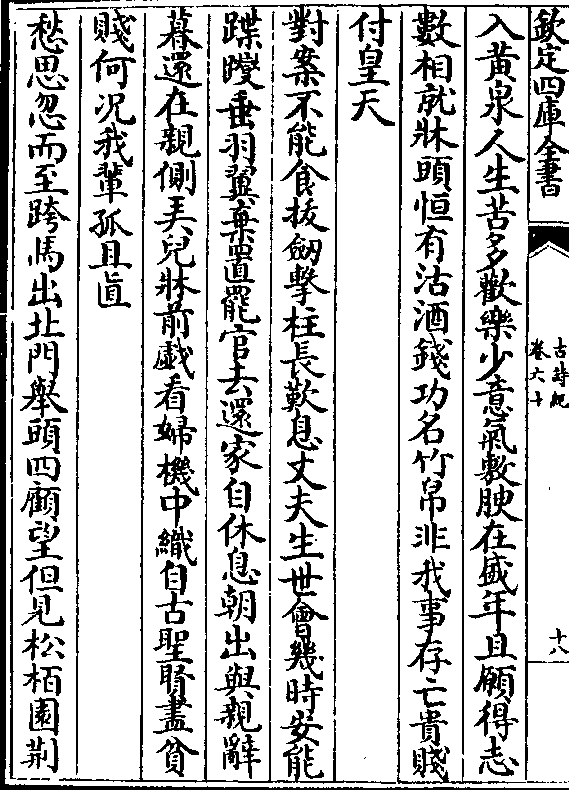 欽定四庫全書
古詩紀
卷六十
十八
入黄泉人生苦多歡樂少意氣敷腴在盛年且願得志
數相就牀頭恒有沽酒錢功名竹帛非我事存亡貴賤
付皇天
對案不能食拔劒擊柱長歎息丈夫生世會幾時安能
蹀躞垂羽翼棄置罷官去還家自休息朝出與親辭
暮還在親側弄兒牀前戲看婦機中織自古聖賢盡貧
賤何况我輩孤且直
愁思忽而至跨馬出北門舉頭四顧望但見松栢園荆